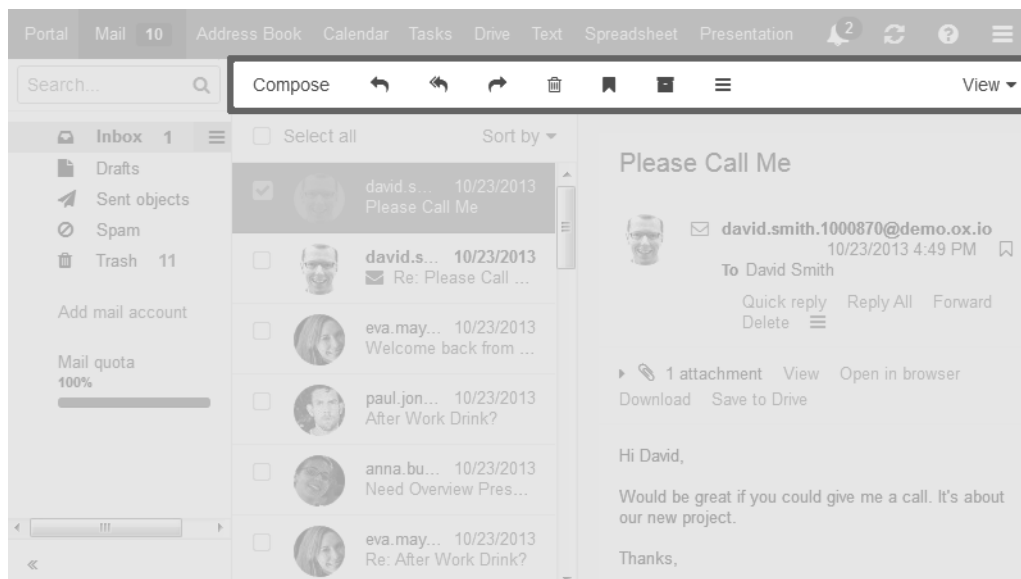 Portal Mail 10 Address Book Calendar Tasks Drive Text Spreadsheet Presentation 2
Search...
Compose View
Inbox 1
Drafts
Sent objects
Spam
Trash 11
Add mail account
Mail quota
100%
Select all Sort by
david.s... 10/23/2013
Please Call Me
david.s... 10/23/2013
Re: Please Call ...
eva.may... 10/23/2013
Welcome back from ...
paul.jon... 10/23/2013
After Work Drink?
anna.bu... 10/23/2013
Need Overview Pres...
eva.may... 10/23/2013
Re: After Work Drink?
Please Call Me
david.smith.1000870@demo.ox.io
10/23/2013 4:49 PM
To David Smith
Quick reply Reply All Forward
Delete
1 attachment View Open in browser
Download Save to Drive
Hi David,
Would be great if you could give me a call. It's about
our new project.
Thanks,